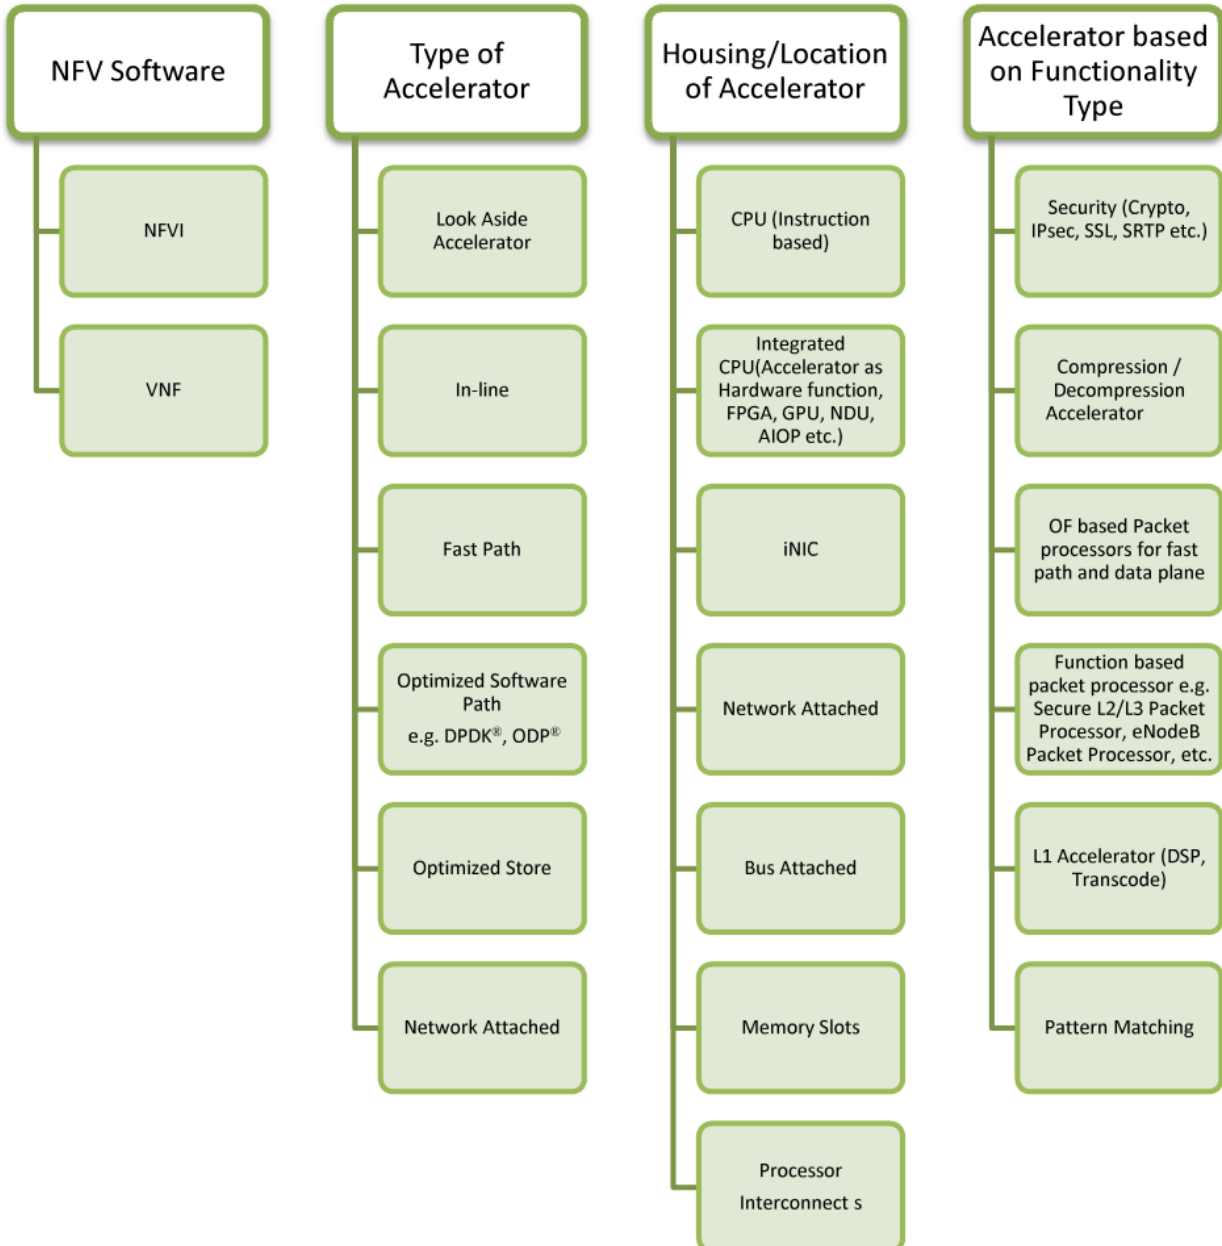 NFV Software
NFVI
VNF
Type of
Accelerator
Look Aside
Accelerator
In-line
Fast Path
Optimized Software
Path
e.g. DPDK®, ODP®
Optimized Store
Network Attached
Housing/Location
of Accelerator
CPU (Instruction
based)
Integrated
CPU(Accelerator as
Hardware function,
FPGA, GPU, NDU,
AIOP etc.)
iNIC
Network Attached
Bus Attached
Memory Slots
Processor
Interconnect s
Accelerator based
on Functionality
Type
Security (Crypto,
IPsec, SSL, SRTP etc.)
Compression /
Decompression
Accelerator
OF based Packet
processors for fast
path and data plane
Function based
packet processor e.g.
Secure L2/L3 Packet
Processor, eNodeB
Packet Processor, etc.
L1 Accelerator (DSP,
Transcode)
Pattern Matching